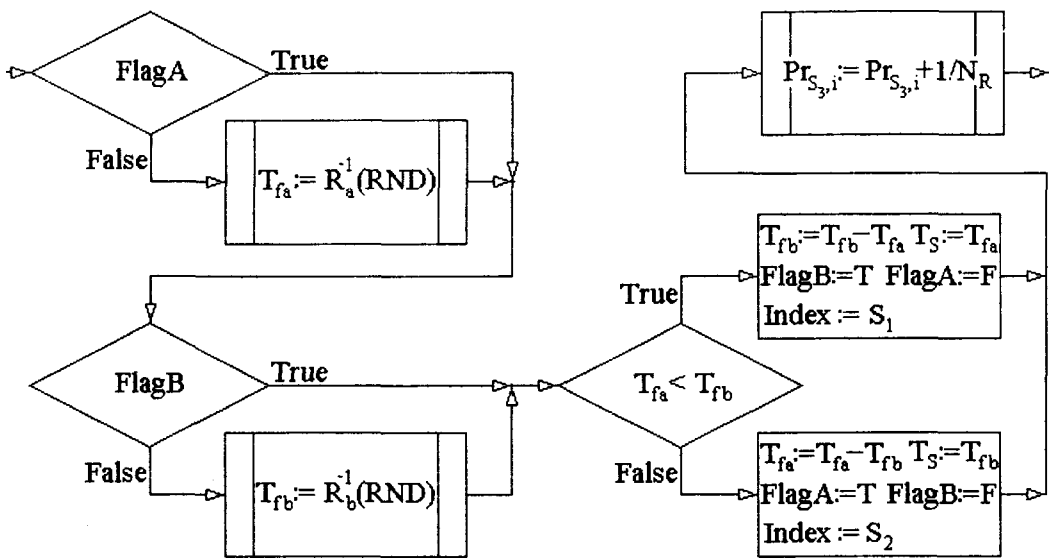 FlagA
True
False
T_fa := R_a^-1(RND)
FlagB
True
False
T_fb := R_b^-1(RND)
T_fa < T_fb
True
False
Pr_S3,i := Pr_S3,i + 1/N_R
T_fb := T_fb − T_fa T_S := T_fa
FlagB := T FlagA := F
Index := S_1
T_fa := T_fa − T_fb T_S := T_fb
FlagA := T FlagB := F
Index := S_2